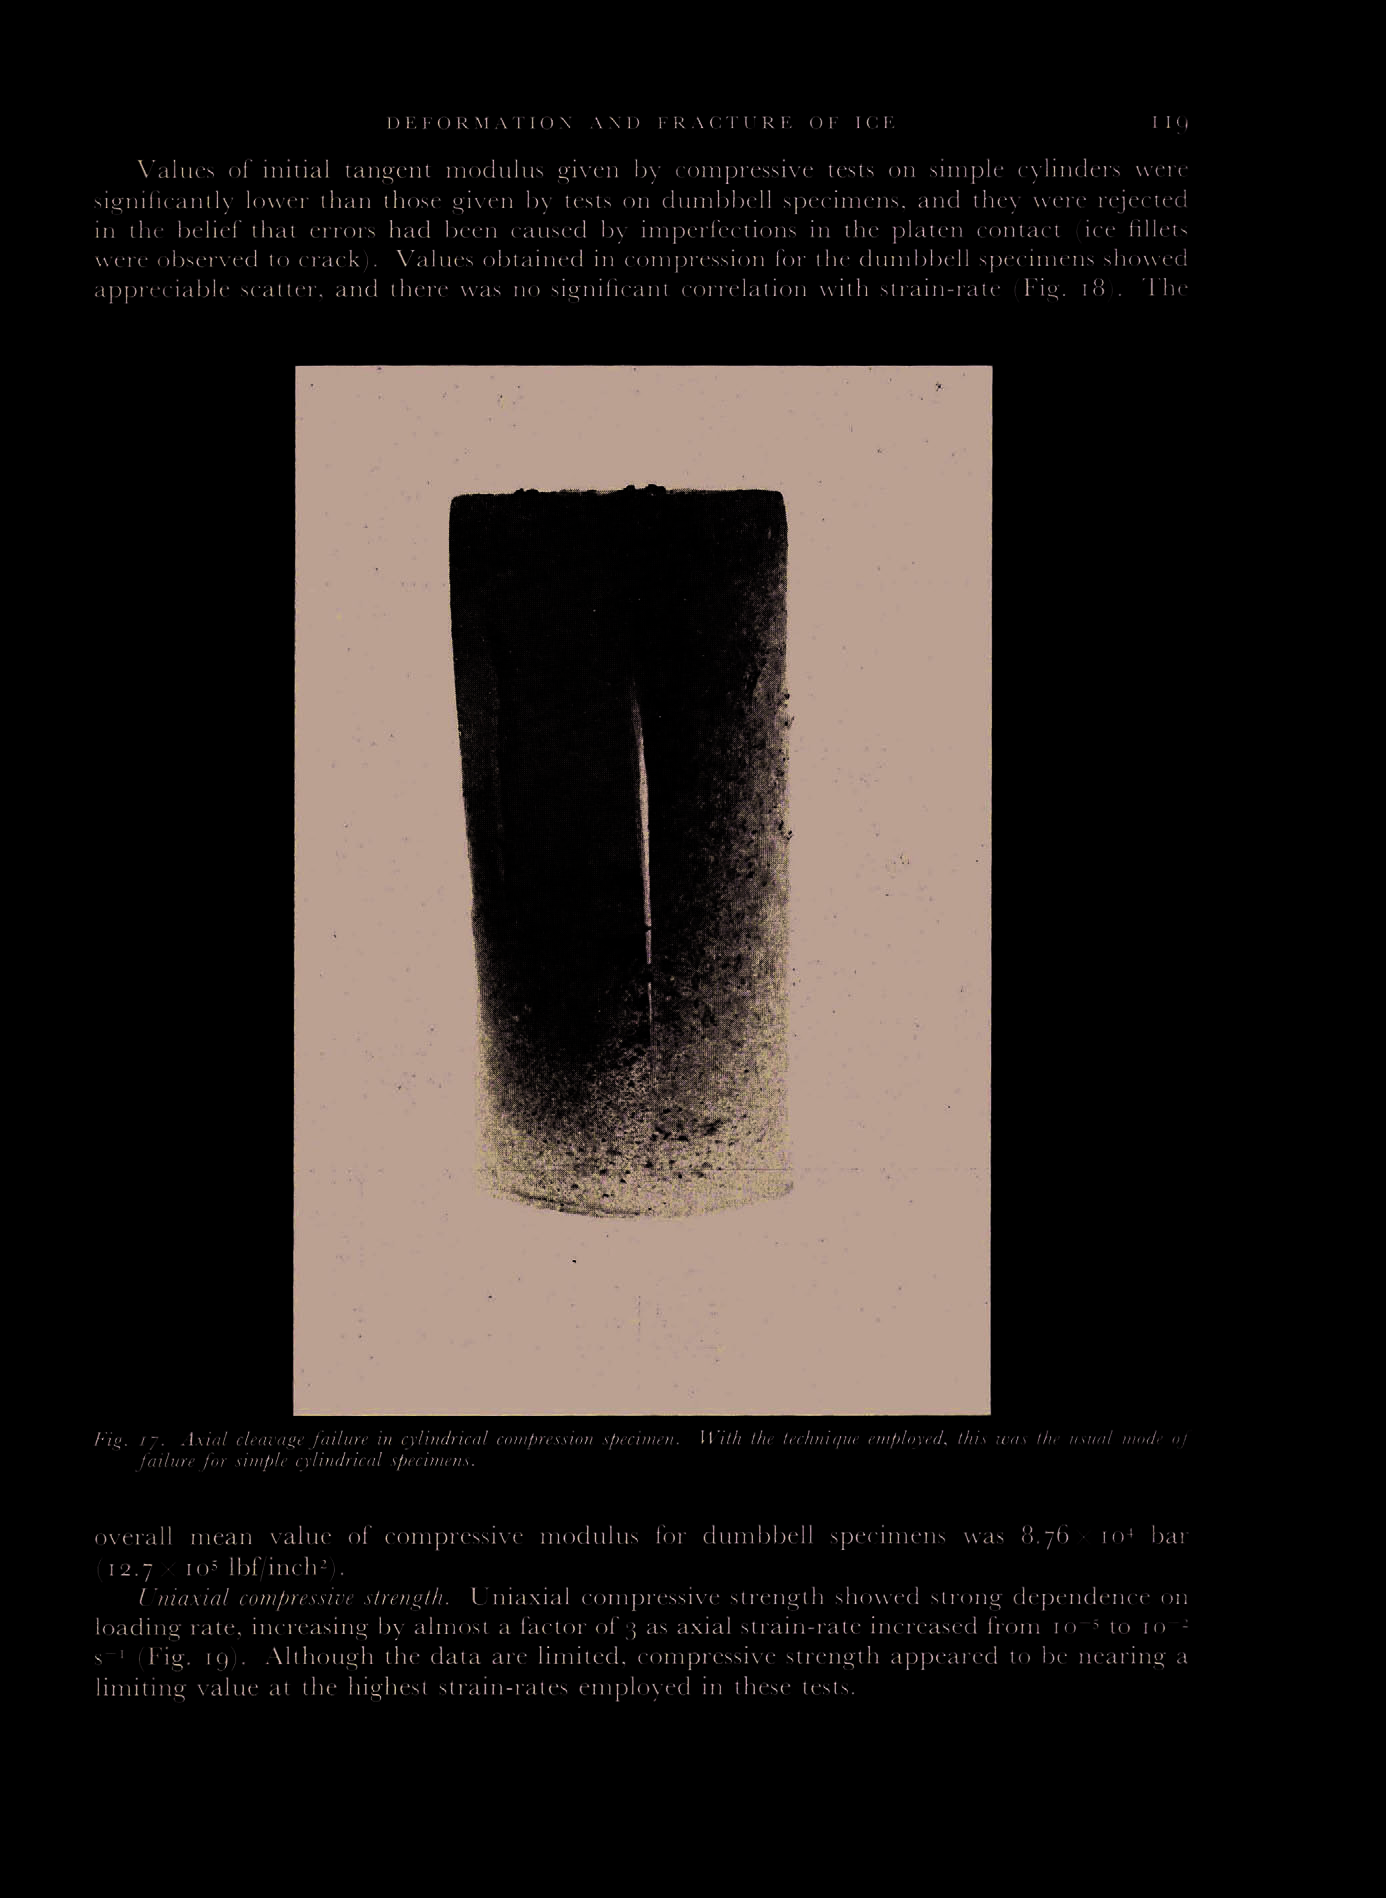 DEFORMATION AND FRACTURE OF ICE 119
Values of initial tangent modulus given by compressive tests on simple cylinders were
significantly lower than those given by tests on dumbbell specimens, and they were rejected
in the belief that errors had been caused by imperfections in the platen contact (ice fillets
were observed to crack). Values obtained in compression for the dumbbell specimens showed
appreciable scatter, and there was no significant correlation with strain-rate (Fig. 18). The
Fig. 17. Axial cleavage failure in cylindrical compression specimen. With the technique employed, this was the usual mode of
failure for simple cylindrical specimens.
overall mean value of compressive modulus for dumbbell specimens was 8.76 × 10⁴ bar
(12.7 × 10⁵ lbf/inch²).
Uniaxial compressive strength. Uniaxial compressive strength showed strong dependence on
loading rate, increasing by almost a factor of 3 as axial strain-rate increased from 10⁻⁵ to 10⁻²
s⁻¹ (Fig. 19). Although the data are limited, compressive strength appeared to be nearing a
limiting value at the highest strain-rates employed in these tests.